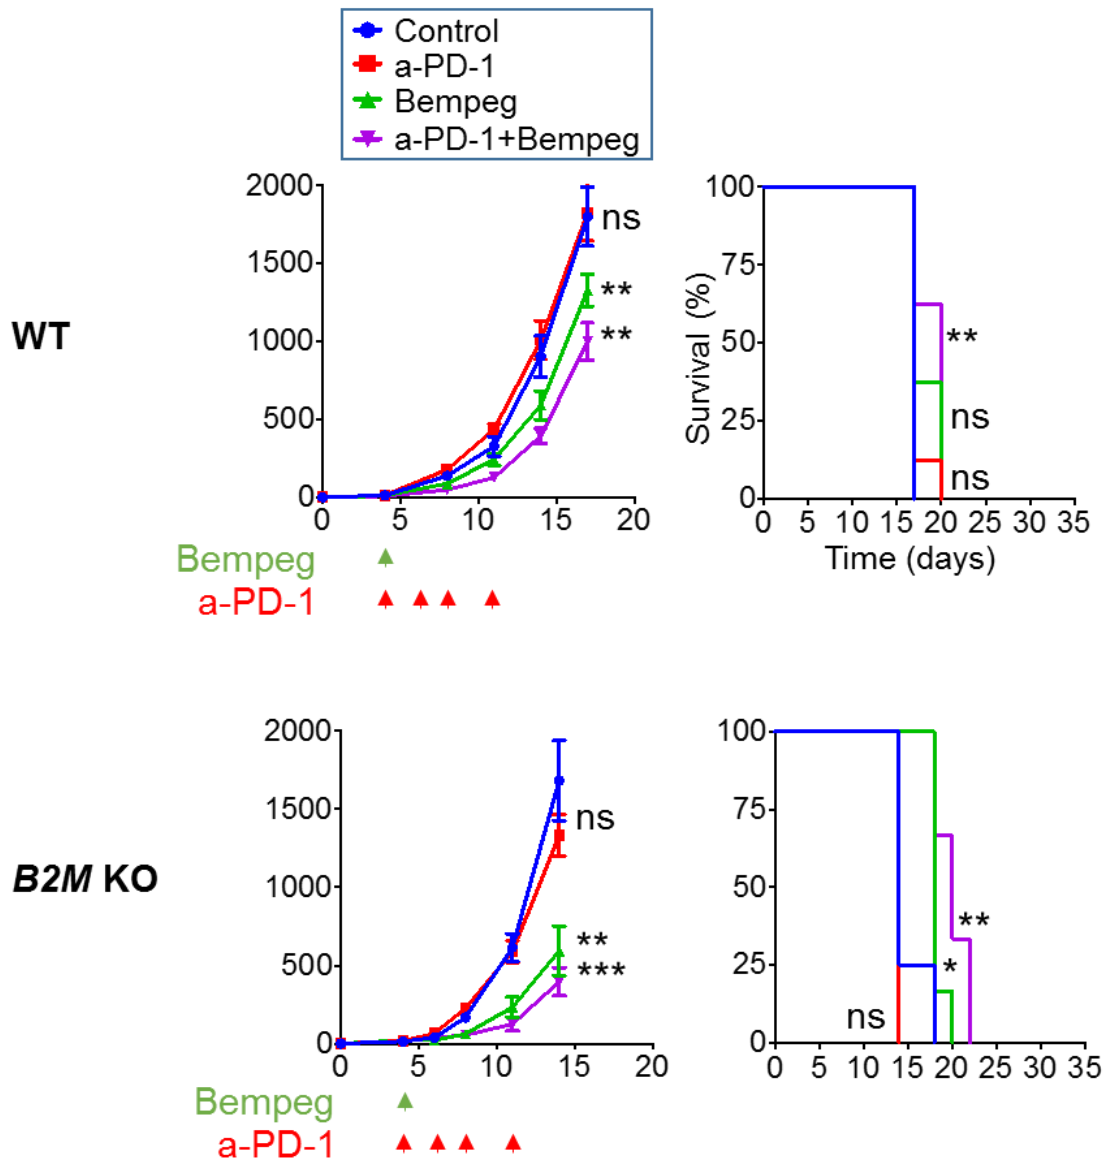 Control
a-PD-1
Bempeg
a-PD-1+Bempeg
WT
2000
1500
1000
500
0
0 5 10 15 20
ns
**
**
Bempeg
a-PD-1
Survival (%)
100
75
50
25
0
0 5 10 15 20 25 30 35
Time (days)
**
ns
ns
B2M KO
2000
1500
1000
500
0
0 5 10 15 20
ns
**
***
Bempeg
a-PD-1
100
75
50
25
0
0 5 10 15 20 25 30 35
**
*
ns